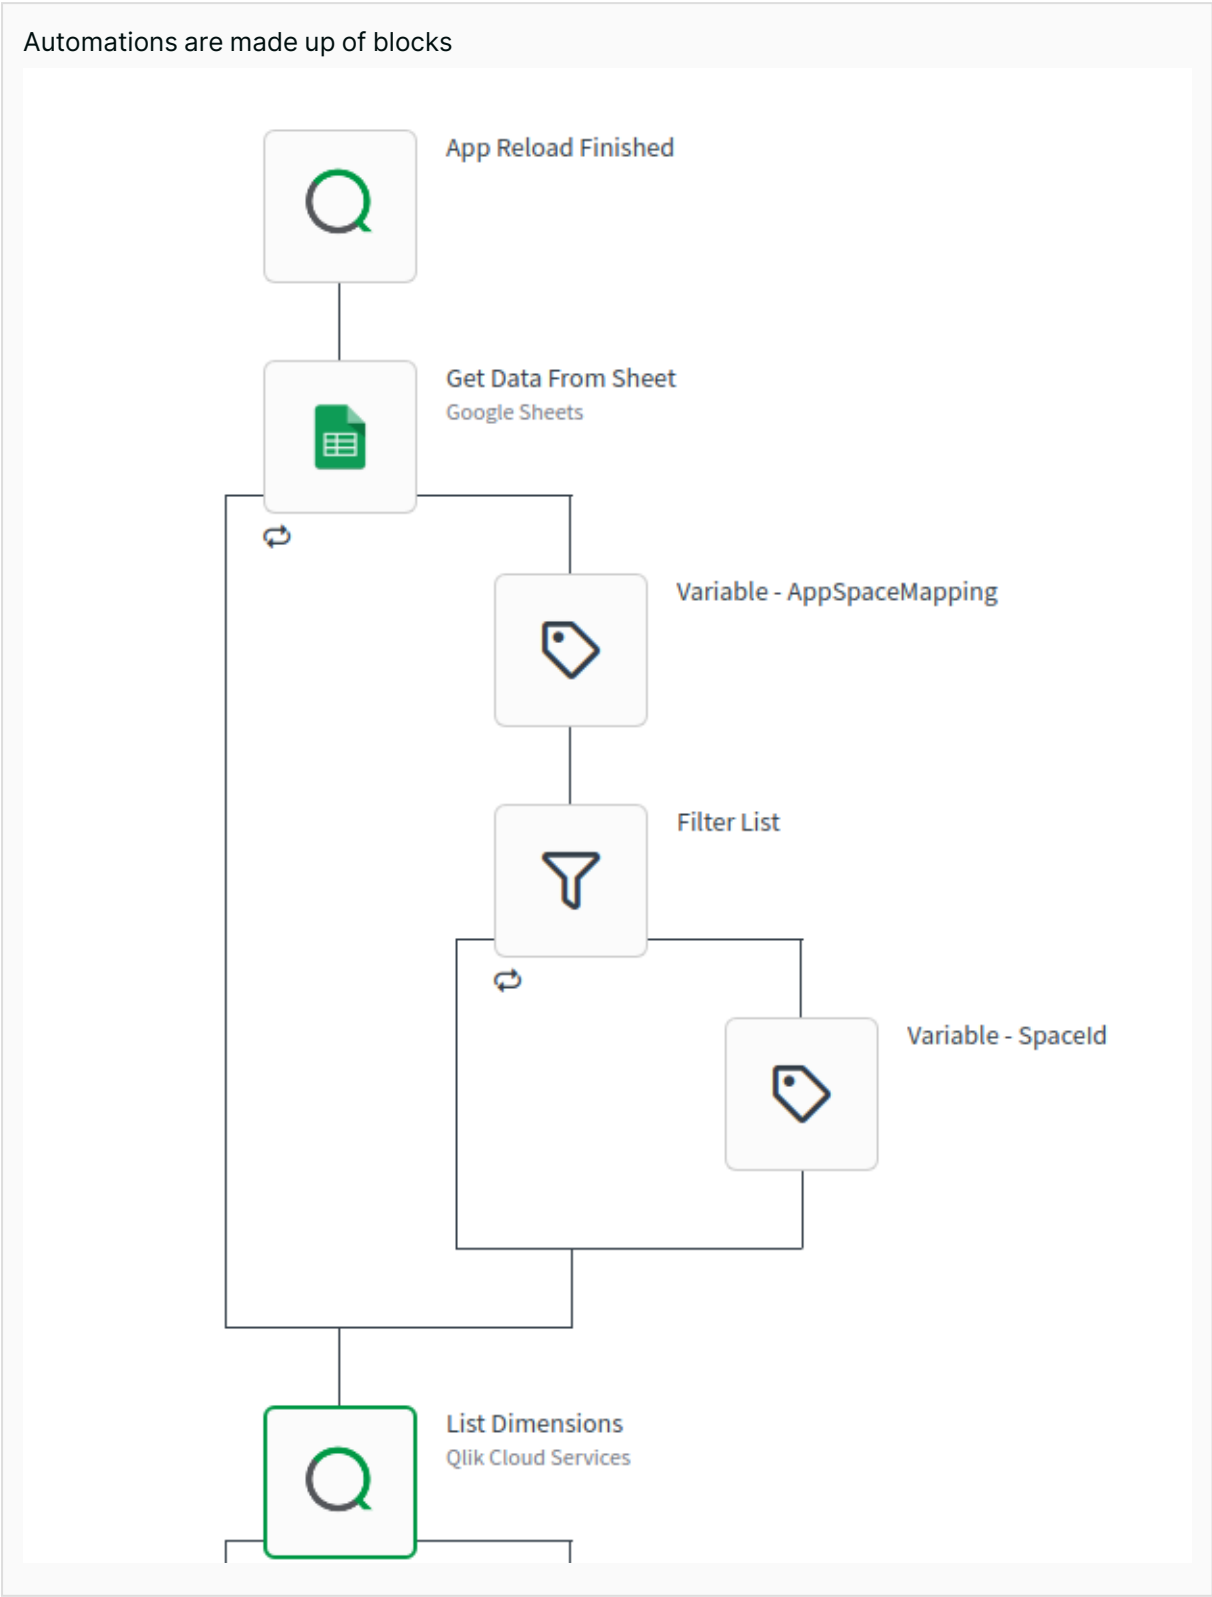 Automations are made up of blocks
App Reload Finished
Get Data From Sheet
Google Sheets
Variable - AppSpaceMapping
Filter List
Variable - SpaceId
List Dimensions
Qlik Cloud Services